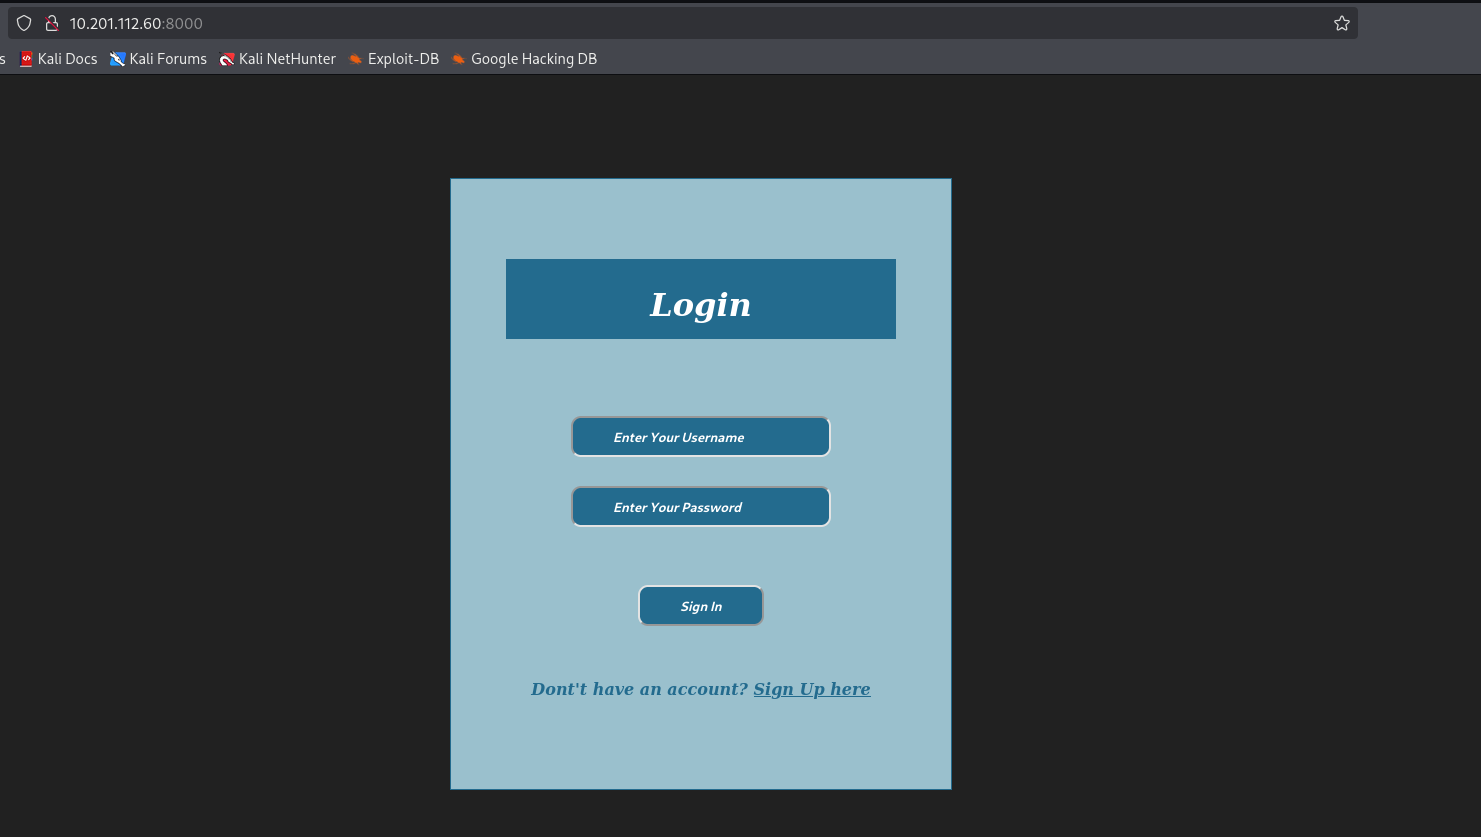 10.201.112.60:8000
s Kali Docs Kali Forums Kali NetHunter Exploit-DB Google Hacking DB
Login
Enter Your Username
Enter Your Password
Sign In
Dont't have an account? Sign Up here